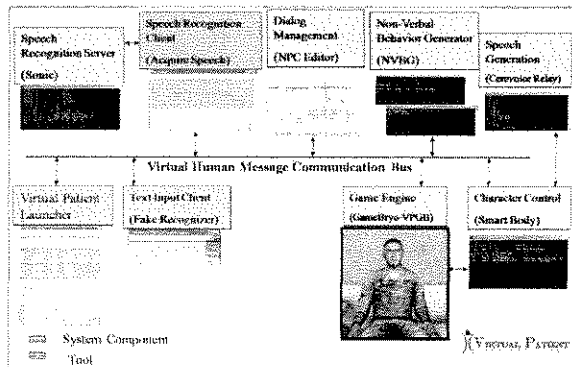 Speech
Recognition Server
(Sonic)
Speech Recognition
Client
(Acquire Speech)
Dialog
Management
(NPC Editor)
Non-Verbal
Behavior Generator
(NVBG)
Speech
Generation
(Cerevoice Relay)
Virtual Human Message Communication Bus
Virtual Patient
Launcher
Text Input Client
(Fake Recognizer)
Game Engine
(GameBryo VPGB)
Character Control
(Smart Body)
System Component
Tool
VIRTUAL PATIENT